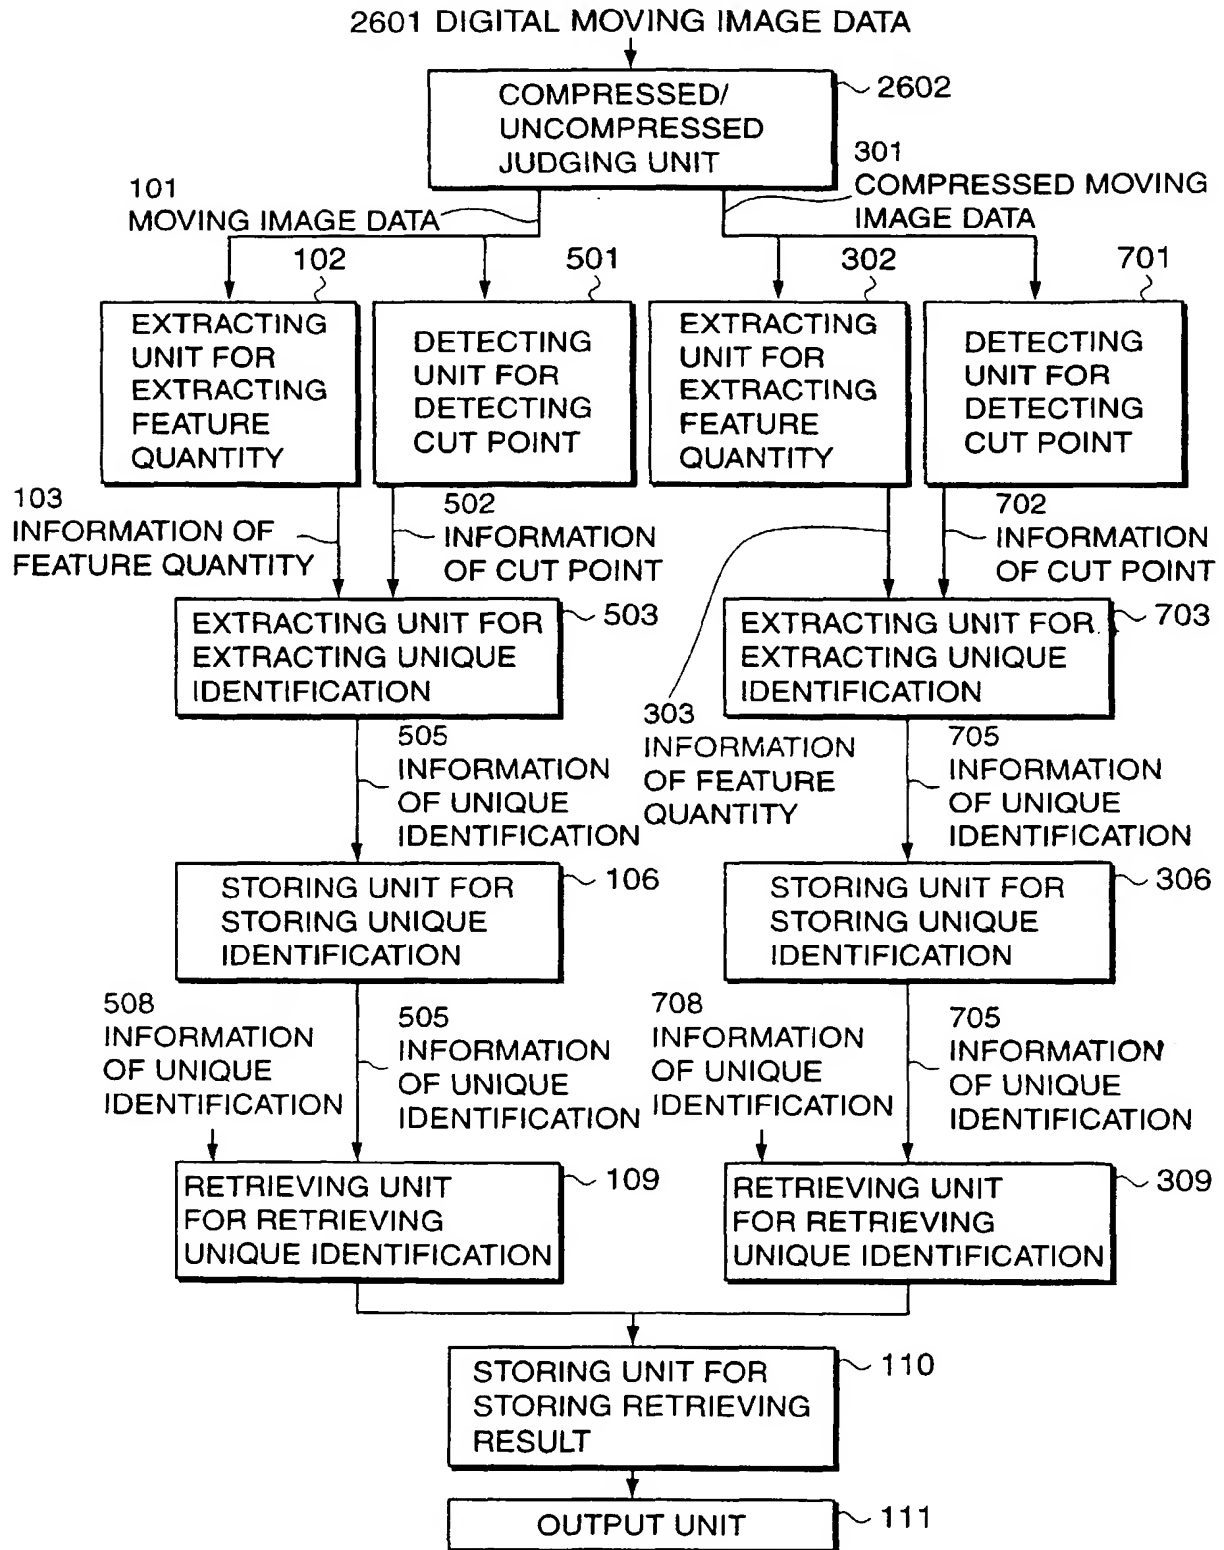 2601 DIGITAL MOVING IMAGE DATA
COMPRESSED/
UNCOMPRESSED
JUDGING UNIT
2602
101
MOVING IMAGE DATA
301
COMPRESSED MOVING
IMAGE DATA
102
501
302
701
EXTRACTING
UNIT FOR
EXTRACTING
FEATURE
QUANTITY
DETECTING
UNIT FOR
DETECTING
CUT POINT
EXTRACTING
UNIT FOR
EXTRACTING
FEATURE
QUANTITY
DETECTING
UNIT FOR
DETECTING
CUT POINT
103
INFORMATION OF
FEATURE QUANTITY
502
INFORMATION
OF CUT POINT
702
INFORMATION
OF CUT POINT
EXTRACTING UNIT FOR
EXTRACTING UNIQUE
IDENTIFICATION
503
EXTRACTING UNIT FOR
EXTRACTING UNIQUE
IDENTIFICATION
703
505
INFORMATION
OF UNIQUE
IDENTIFICATION
303
INFORMATION
OF FEATURE
QUANTITY
705
INFORMATION
OF UNIQUE
IDENTIFICATION
STORING UNIT FOR
STORING UNIQUE
IDENTIFICATION
106
STORING UNIT FOR
STORING UNIQUE
IDENTIFICATION
306
508
INFORMATION
OF UNIQUE
IDENTIFICATION
505
INFORMATION
OF UNIQUE
IDENTIFICATION
708
INFORMATION
OF UNIQUE
IDENTIFICATION
705
INFORMATION
OF UNIQUE
IDENTIFICATION
RETRIEVING UNIT
FOR RETRIEVING
UNIQUE IDENTIFICATION
109
RETRIEVING UNIT
FOR RETRIEVING
UNIQUE IDENTIFICATION
309
STORING UNIT FOR
STORING RETRIEVING
RESULT
110
OUTPUT UNIT
111